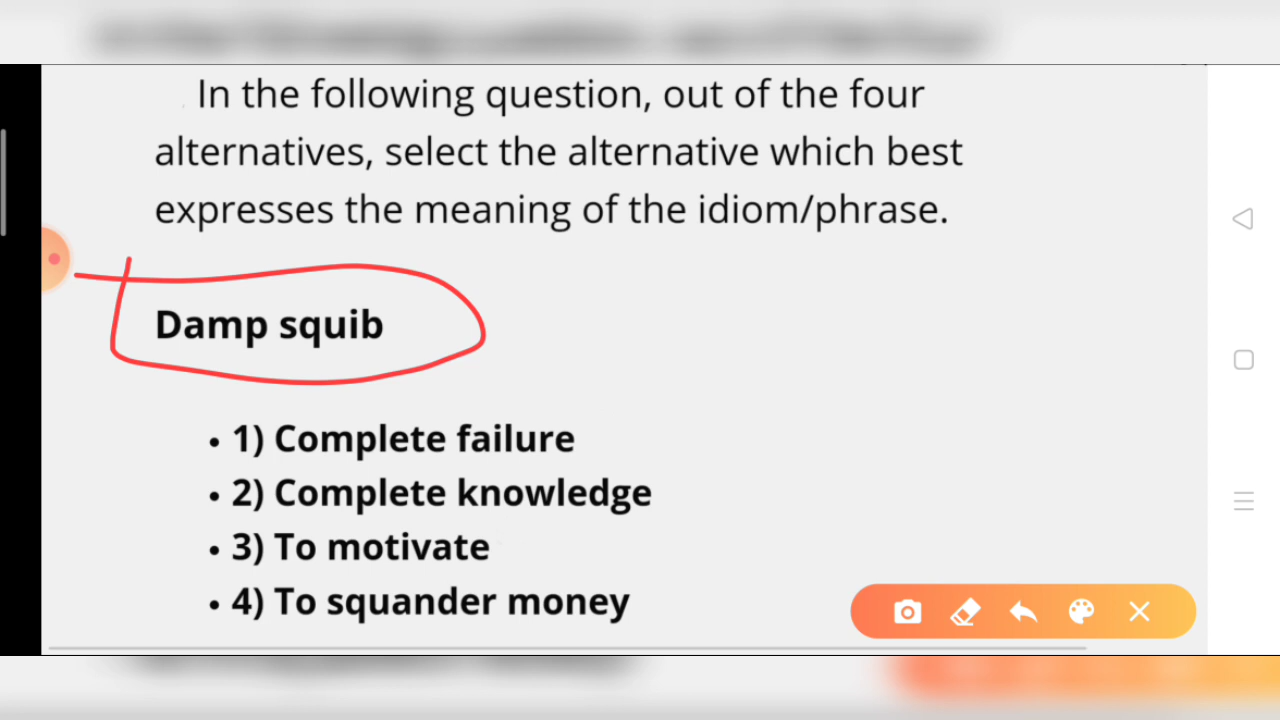 In the following question, out of the four
alternatives, select the alternative which best
expresses the meaning of the idiom/phrase.
Damp squib
• 1) Complete failure
• 2) Complete knowledge
• 3) To motivate
• 4) To squander money